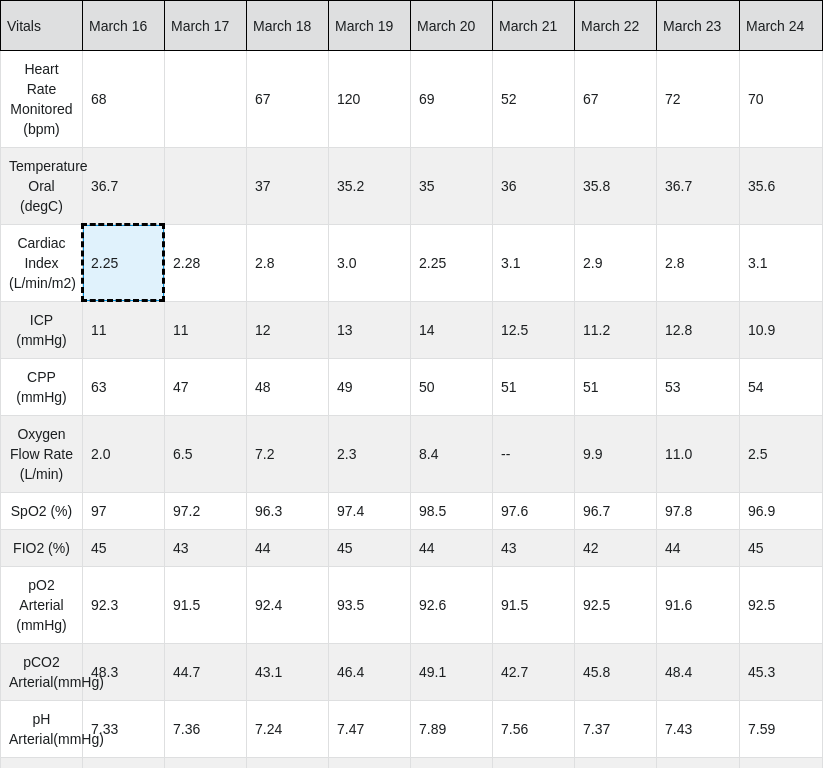 Vitals March 16 March 17 March 18 March 19 March 20 March 21 March 22 March 23 March 24
Heart
Rate
Monitored
(bpm)
68 67 120 69 52 67 72 70
Temperature
Oral
(degC)
36.7 37 35.2 35 36 35.8 36.7 35.6
Cardiac
Index
(L/min/m2)
2.25 2.28 2.8 3.0 2.25 3.1 2.9 2.8 3.1
ICP
(mmHg)
11 11 12 13 14 12.5 11.2 12.8 10.9
CPP
(mmHg)
63 47 48 49 50 51 51 53 54
Oxygen
Flow Rate
(L/min)
2.0 6.5 7.2 2.3 8.4 -- 9.9 11.0 2.5
SpO2 (%) 97 97.2 96.3 97.4 98.5 97.6 96.7 97.8 96.9
FIO2 (%) 45 43 44 45 44 43 42 44 45
pO2
Arterial
(mmHg)
92.3 91.5 92.4 93.5 92.6 91.5 92.5 91.6 92.5
pCO2
Arterial(mmHg)
48.3 44.7 43.1 46.4 49.1 42.7 45.8 48.4 45.3
pH
Arterial(mmHg)
7.33 7.36 7.24 7.47 7.89 7.56 7.37 7.43 7.59